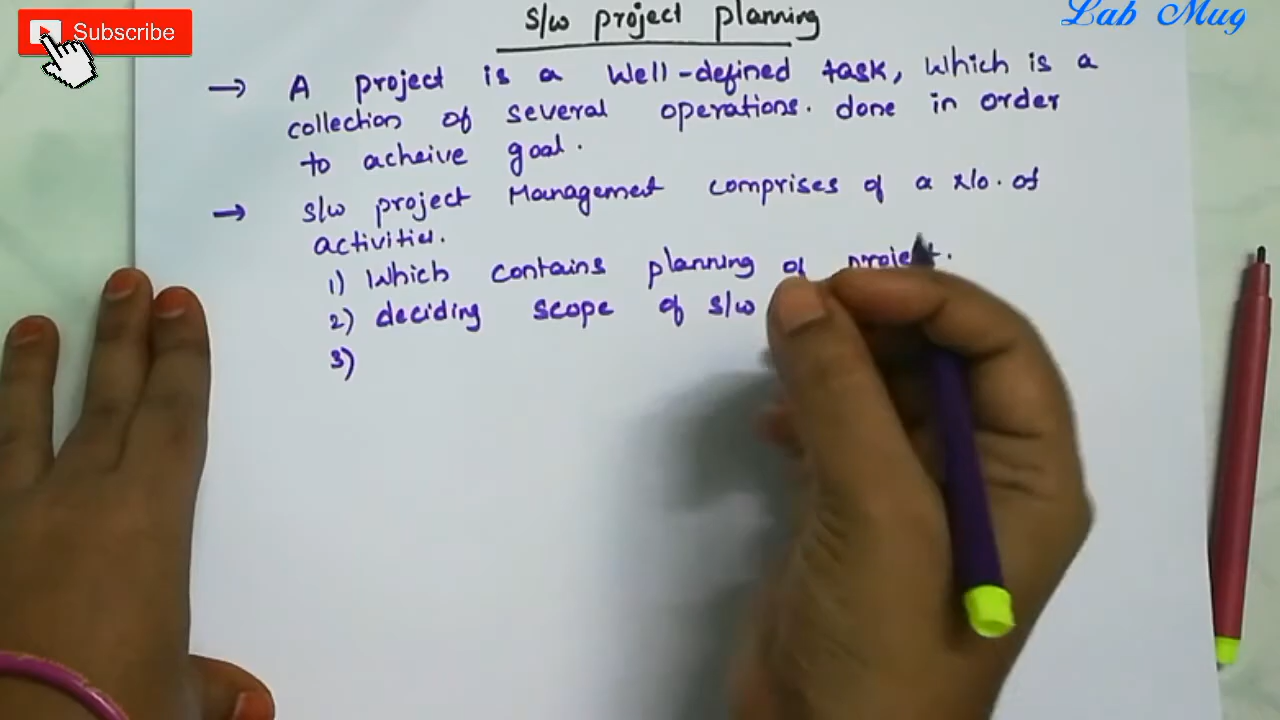 Subscribe
Lab Mug
s/w project planning
→ A project is a well-defined task, which is a
collection of several operations. done in order
to acheive goal.
→ s/w project Management comprises of a No. of
activities.
1) Which contains planning of project.
2) deciding scope of s/w
3)